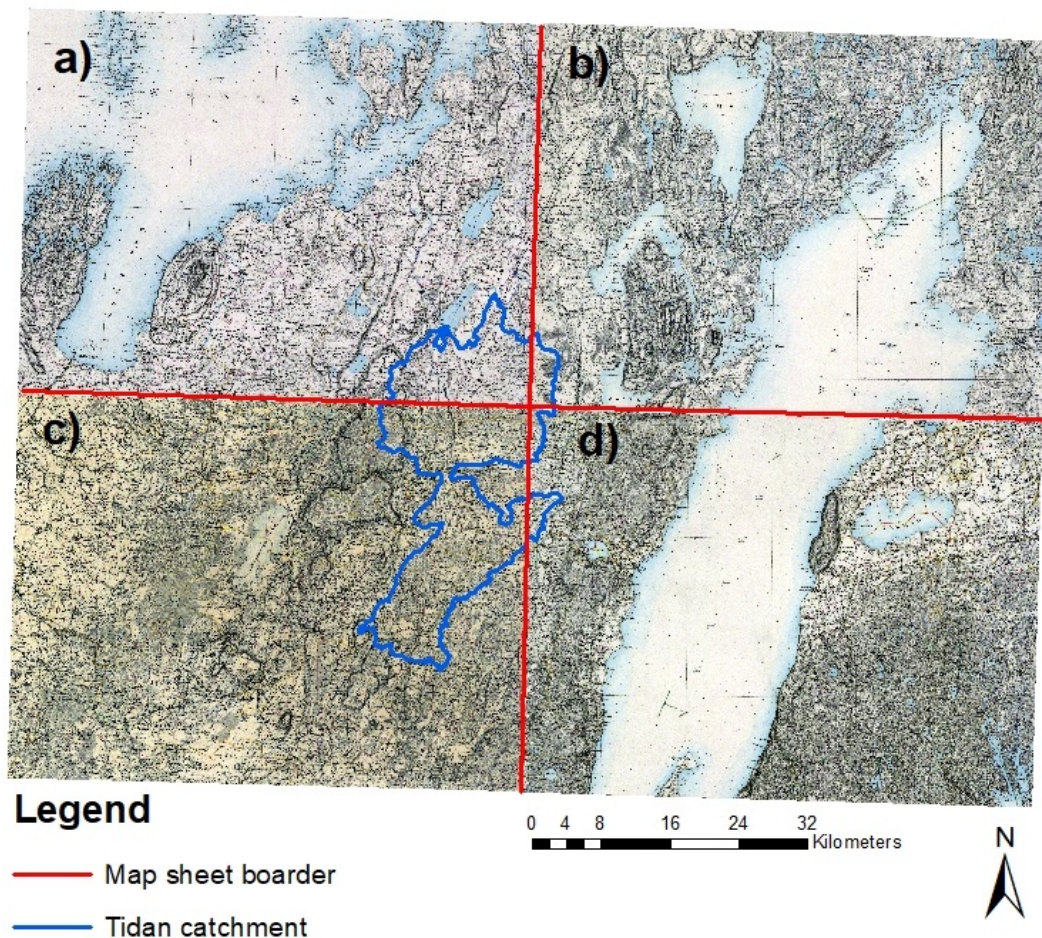 a)
b)
c)
d)
Legend
Map sheet boarder
Tidan catchment
0 4 8 16 24 32
Kilometers
N